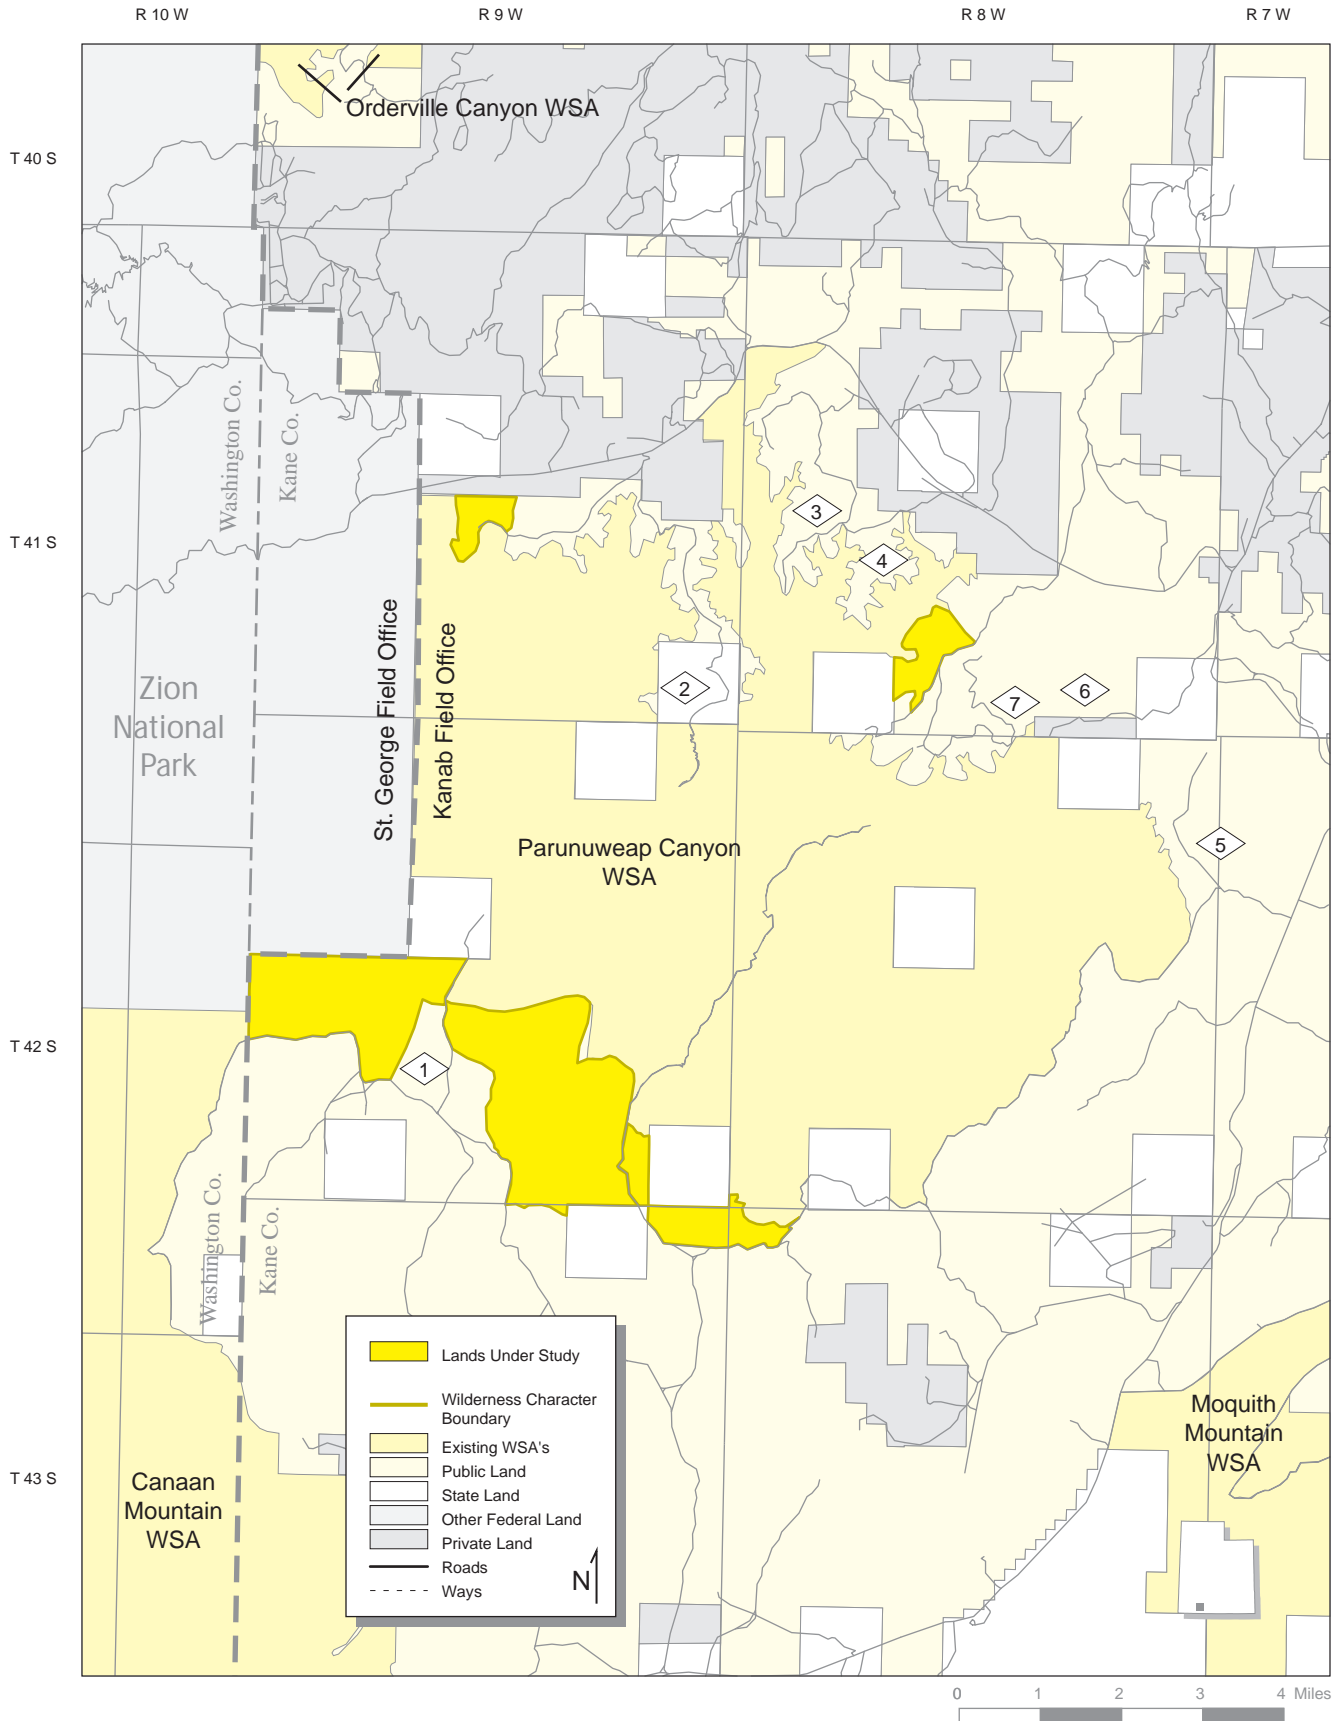 R 10 W
R 9 W
R 8 W
R 7 W
Orderville Canyon WSA
T 40 S
Washington Co.
Kane Co.
3
T 41 S
4
St. George Field Office
Kanab Field Office
Zion
National
Park
2
7
6
Parunuweap Canyon
WSA
5
T 42 S
1
Washington Co.
Kane Co.
Lands Under Study
Wilderness Character
Boundary
Existing WSA's
Public Land
State Land
Other Federal Land
Private Land
Roads
Ways
N
Moquith
Mountain
WSA
T 43 S
Canaan
Mountain
WSA
0 1 2 3 4 Miles